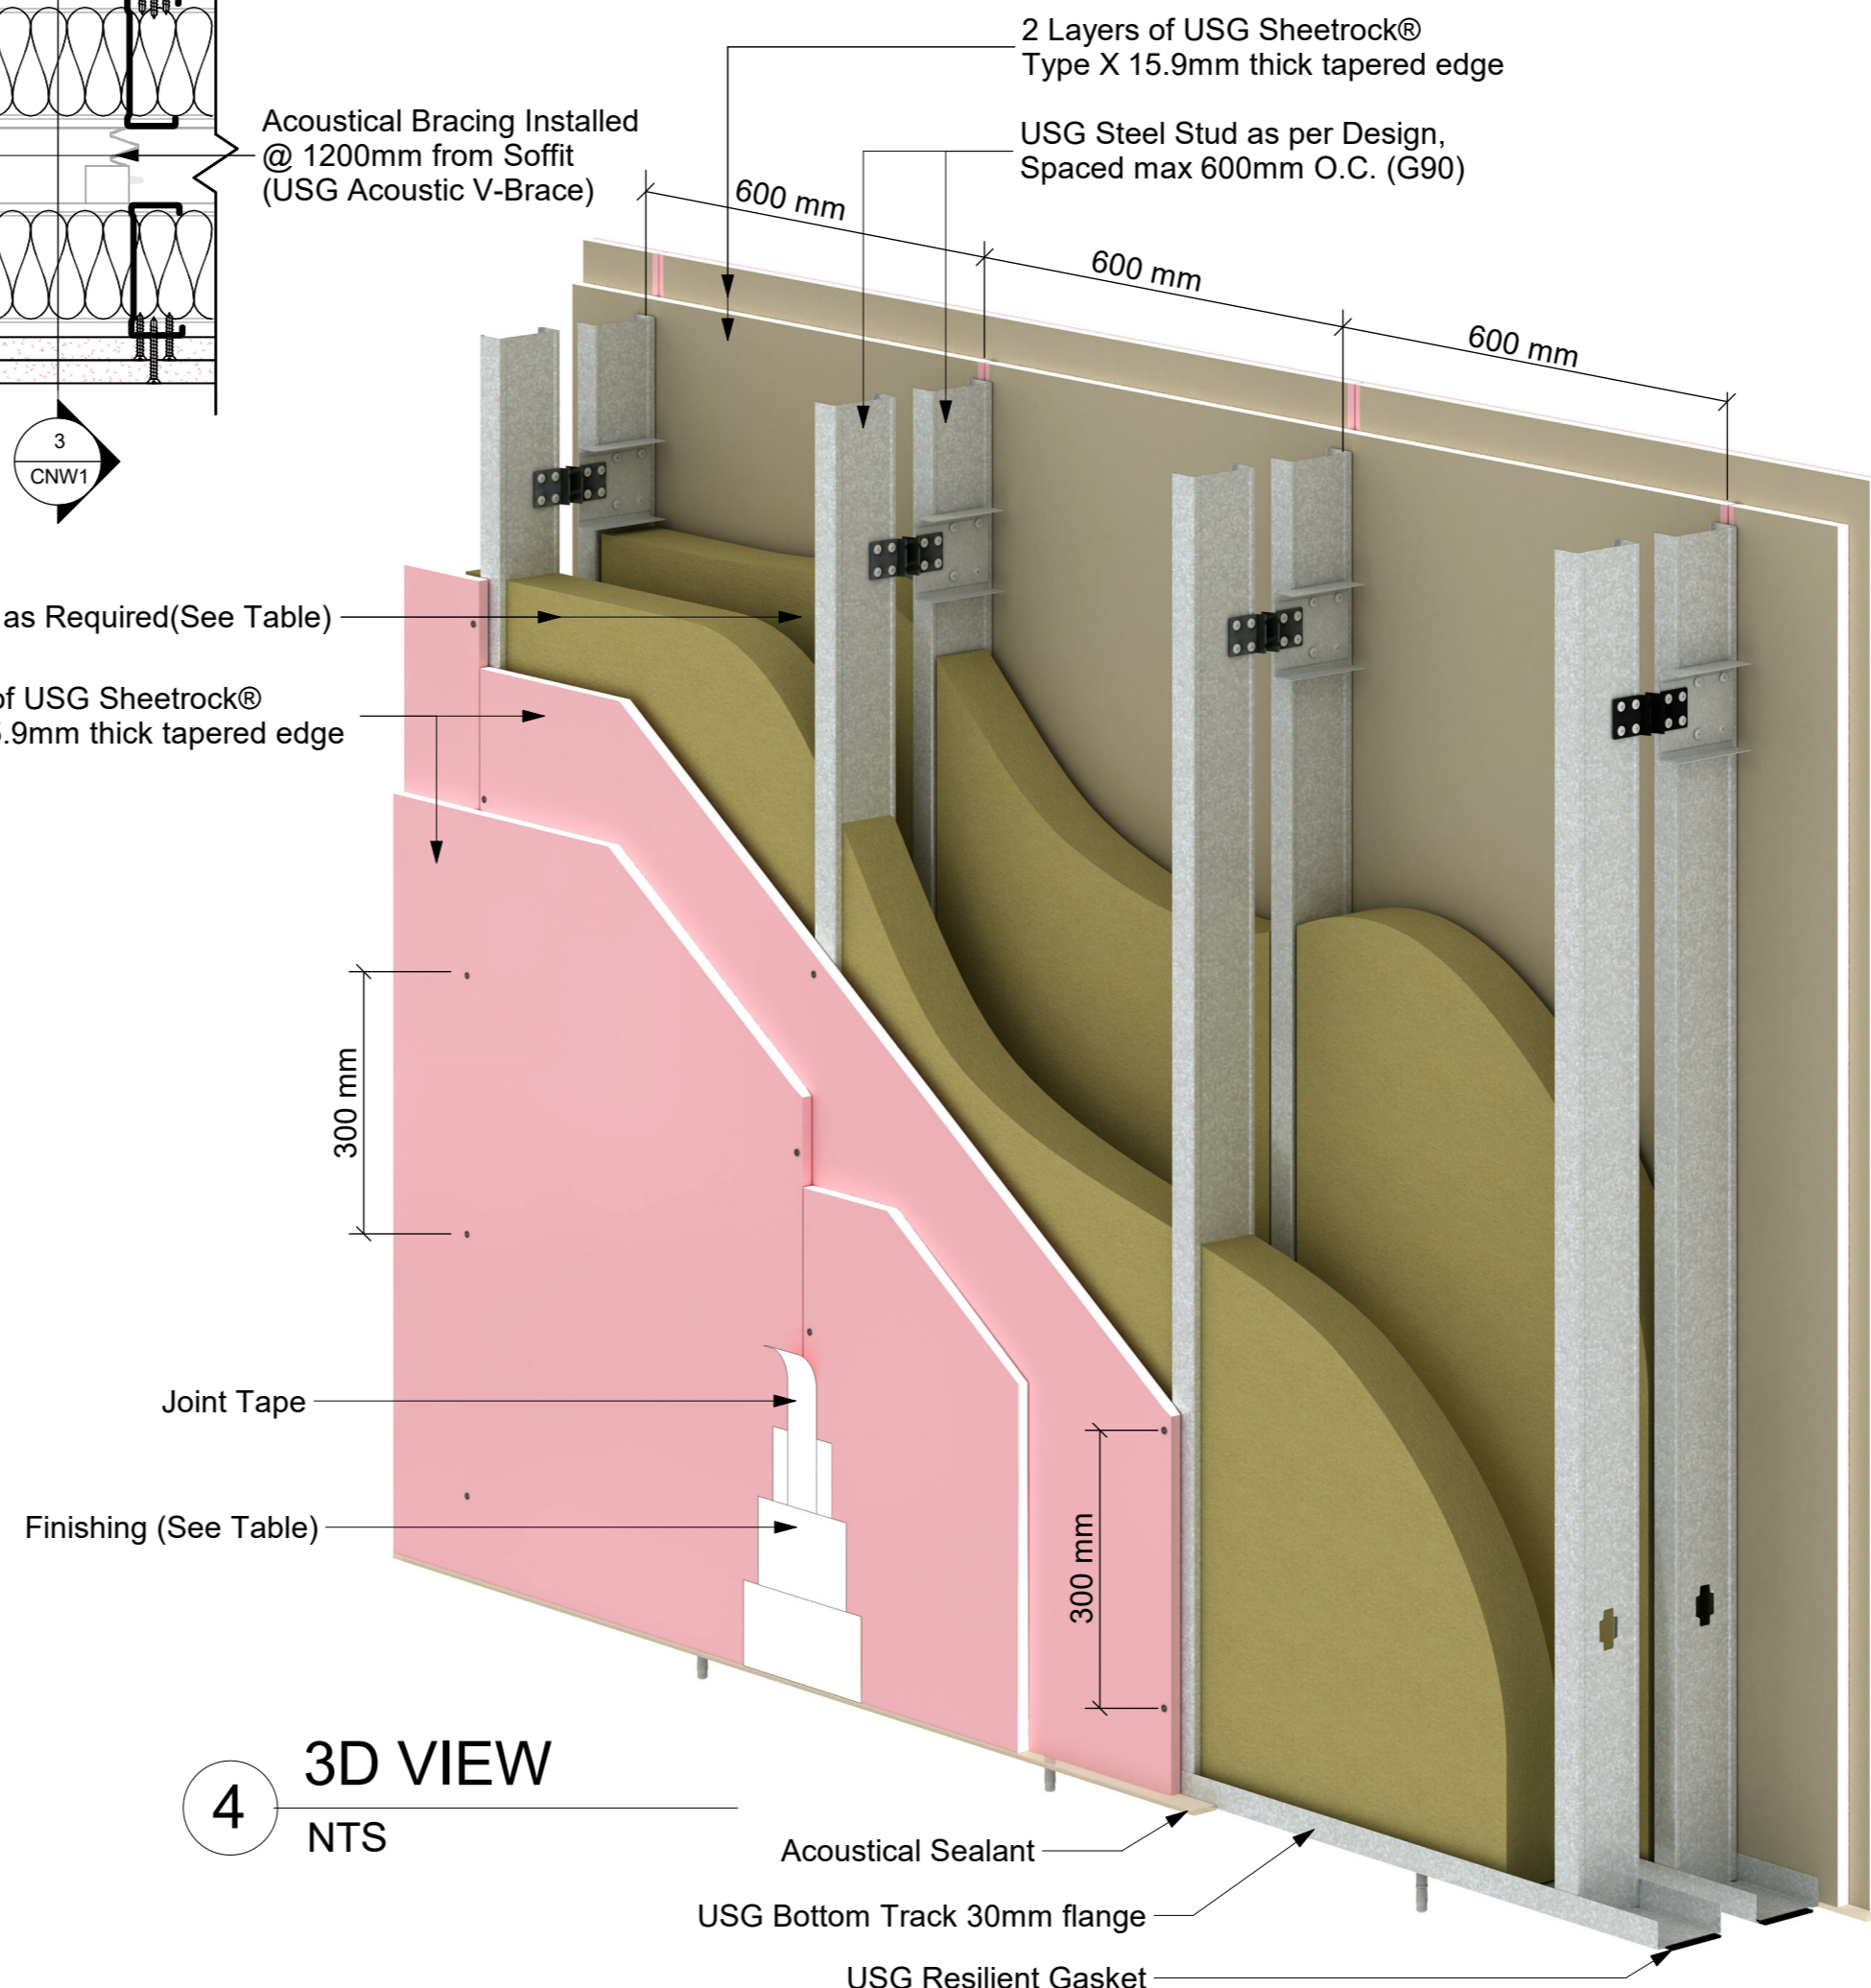 2 Layers of USG Sheetrock®
Type X 15.9mm thick tapered edge
Acoustical Bracing Installed
@ 1200mm from Soffit
(USG Acoustic V-Brace)
USG Steel Stud as per Design,
Spaced max 600mm O.C. (G90)
600 mm
600 mm
600 mm
3
CNW1
as Required(See Table)
of USG Sheetrock®
5.9mm thick tapered edge
300 mm
Joint Tape
Finishing (See Table)
300 mm
4
3D VIEW
NTS
Acoustical Sealant
USG Bottom Track 30mm flange
USG Resilient Gasket